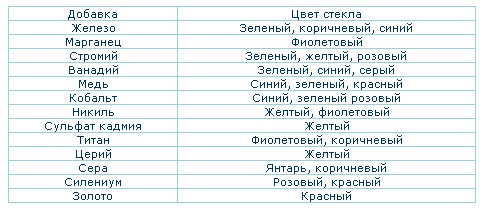 Добавка Цвет стекла
Железо Зеленый, коричневый, синий
Марганец Фиолетовый
Стромий Зеленый, желтый, розовый
Ванадий Зеленый, синий, серый
Медь Синий, зеленый, красный
Кобальт Синий, зеленый розовый
Никиль Желтый, фиолетовый
Сульфат кадмия Желтый
Титан Фиолетовый, коричневый
Церий Желтый
Сера Янтарь, коричневый
Силениум Розовый, красный
Золото Красный